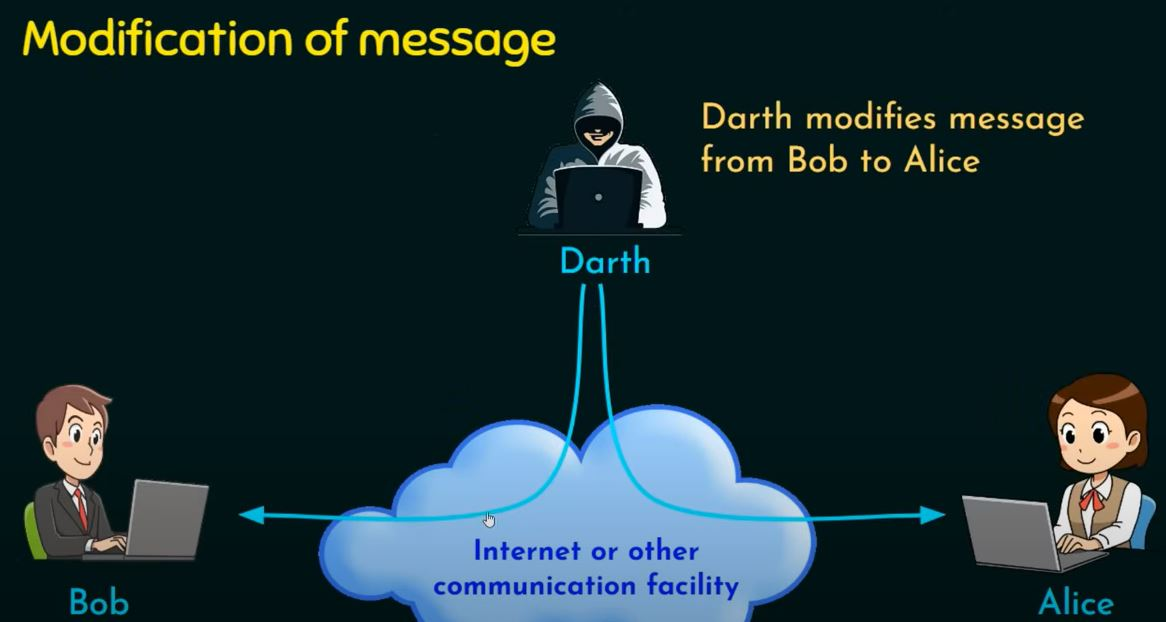 Modification of message
Darth modifies message
from Bob to Alice
Darth
Internet or other
communication facility
Bob
Alice